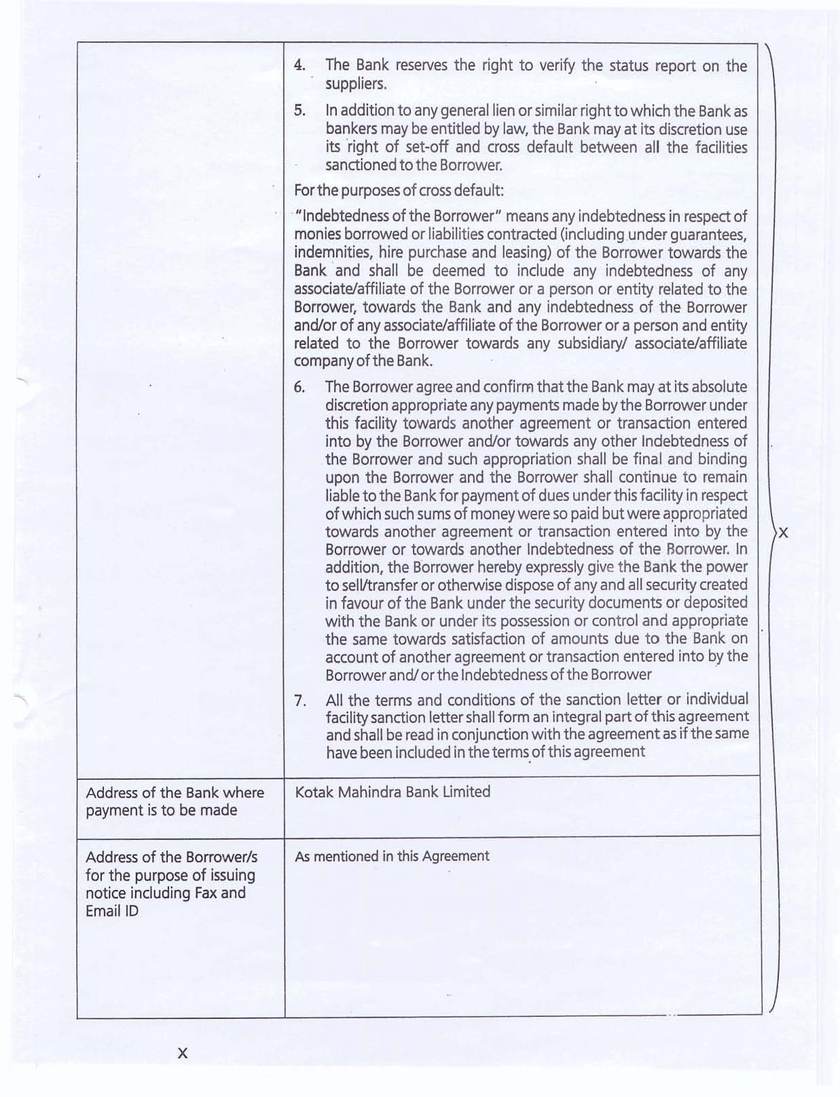 4. The Bank reserves the right to verify the status report on the
suppliers.
5. In addition to any general lien or similar right to which the Bank as
bankers may be entitled by law, the Bank may at its discretion use
its right of set-off and cross default between all the facilities
sanctioned to the Borrower.
For the purposes of cross default:
"Indebtedness of the Borrower" means any indebtedness in respect of
monies borrowed or liabilities contracted (including under guarantees,
indemnities, hire purchase and leasing) of the Borrower towards the
Bank and shall be deemed to include any indebtedness of any
associate/affiliate of the Borrower or a person or entity related to the
Borrower, towards the Bank and any indebtedness of the Borrower
and/or of any associate/affiliate of the Borrower or a person and entity
related to the Borrower towards any subsidiary/ associate/affiliate
company of the Bank.
6. The Borrower agree and confirm that the Bank may at its absolute
discretion appropriate any payments made by the Borrower under
this facility towards another agreement or transaction entered
into by the Borrower and/or towards any other Indebtedness of
the Borrower and such appropriation shall be final and binding
upon the Borrower and the Borrower shall continue to remain
liable to the Bank for payment of dues under this facility in respect
of which such sums of money were so paid but were appropriated
towards another agreement or transaction entered into by the
Borrower or towards another Indebtedness of the Borrower. In
addition, the Borrower hereby expressly give the Bank the power
to sell/transfer or otherwise dispose of any and all security created
in favour of the Bank under the security documents or deposited
with the Bank or under its possession or control and appropriate
the same towards satisfaction of amounts due to the Bank on
account of another agreement or transaction entered into by the
Borrower and/ or the Indebtedness of the Borrower
7. All the terms and conditions of the sanction letter or individual
facility sanction letter shall form an integral part of this agreement
and shall be read in conjunction with the agreement as if the same
have been included in the terms of this agreement
X
Address of the Bank where
payment is to be made
Kotak Mahindra Bank Limited
Address of the Borrower/s
for the purpose of issuing
notice including Fax and
Email ID
As mentioned in this Agreement
X